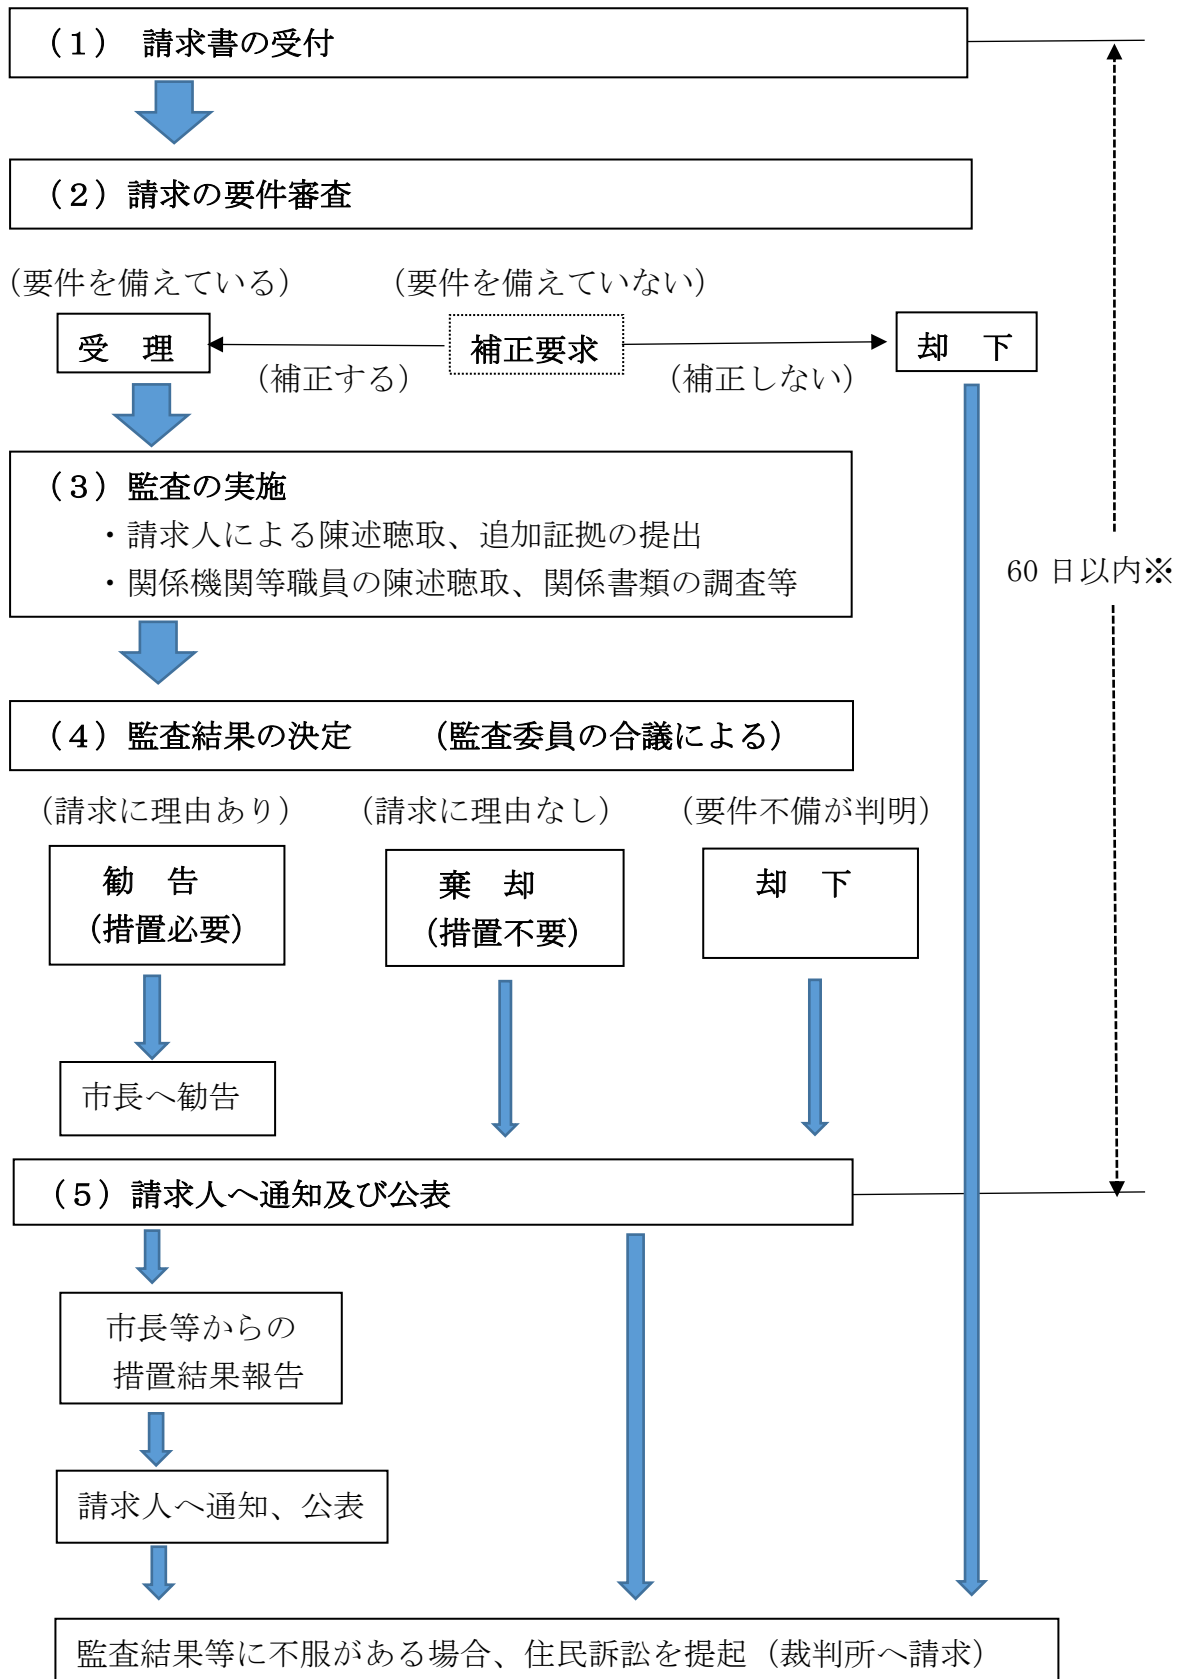 （１） 請求書の受付
（２）請求の要件審査
（要件を備えている）
（要件を備えていない）
受　理
補正要求
却　下
（補正する）
（補正しない）
（３）監査の実施
・請求人による陳述聴取、追加証拠の提出
・関係機関等職員の陳述聴取、関係書類の調査等
60 日以内※
（４）監査結果の決定　　（監査委員の合議による）
（請求に理由あり）
（請求に理由なし）
（要件不備が判明）
勧　告
（措置必要）
棄　却
（措置不要）
却　下
市長へ勧告
（５）請求人へ通知及び公表
市長等からの
措置結果報告
請求人へ通知、公表
監査結果等に不服がある場合、住民訴訟を提起（裁判所へ請求）